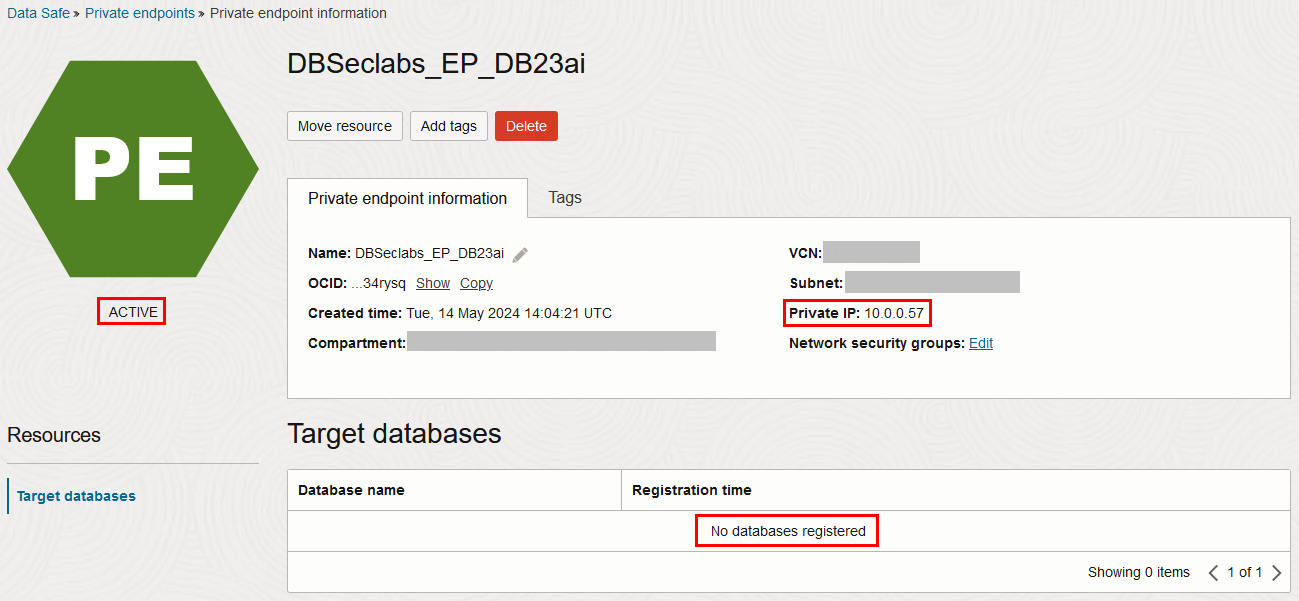 Data Safe » Private endpoints » Private endpoint information
PE
ACTIVE
DBSeclabs_EP_DB23ai
Move resource
Add tags
Delete
Private endpoint information
Tags
Name: DBSeclabs_EP_DB23ai
OCID: ...34rysq Show Copy
Created time: Tue, 14 May 2024 14:04:21 UTC
Compartment:
VCN:
Subnet:
Private IP: 10.0.0.57
Network security groups: Edit
Resources
Target databases
Target databases
Database name
Registration time
No databases registered
Showing 0 items
1 of 1